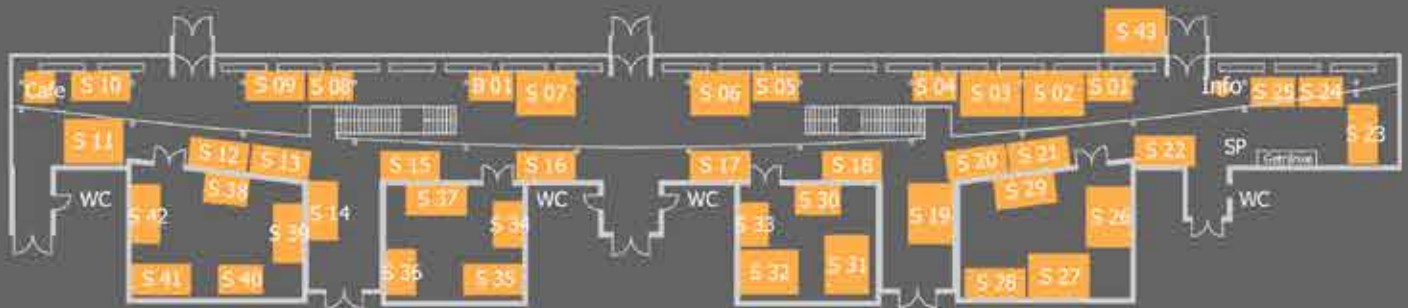 S 43
Cafe
S 10
S 09
S 08
B 01
S 07
S 06
S 05
S 04
S 03
S 02
S 01
Info
S 25
S 24
S 11
S 12
S 13
S 15
S 16
S 17
S 18
S 20
S 21
S 22
SP
S 23
Getränke
WC
S 42
S 38
S 39
S 14
S 37
S 34
WC
WC
S 33
S 30
S 19
S 29
S 26
WC
S 41
S 40
S 36
S 35
S 32
S 31
S 28
S 27